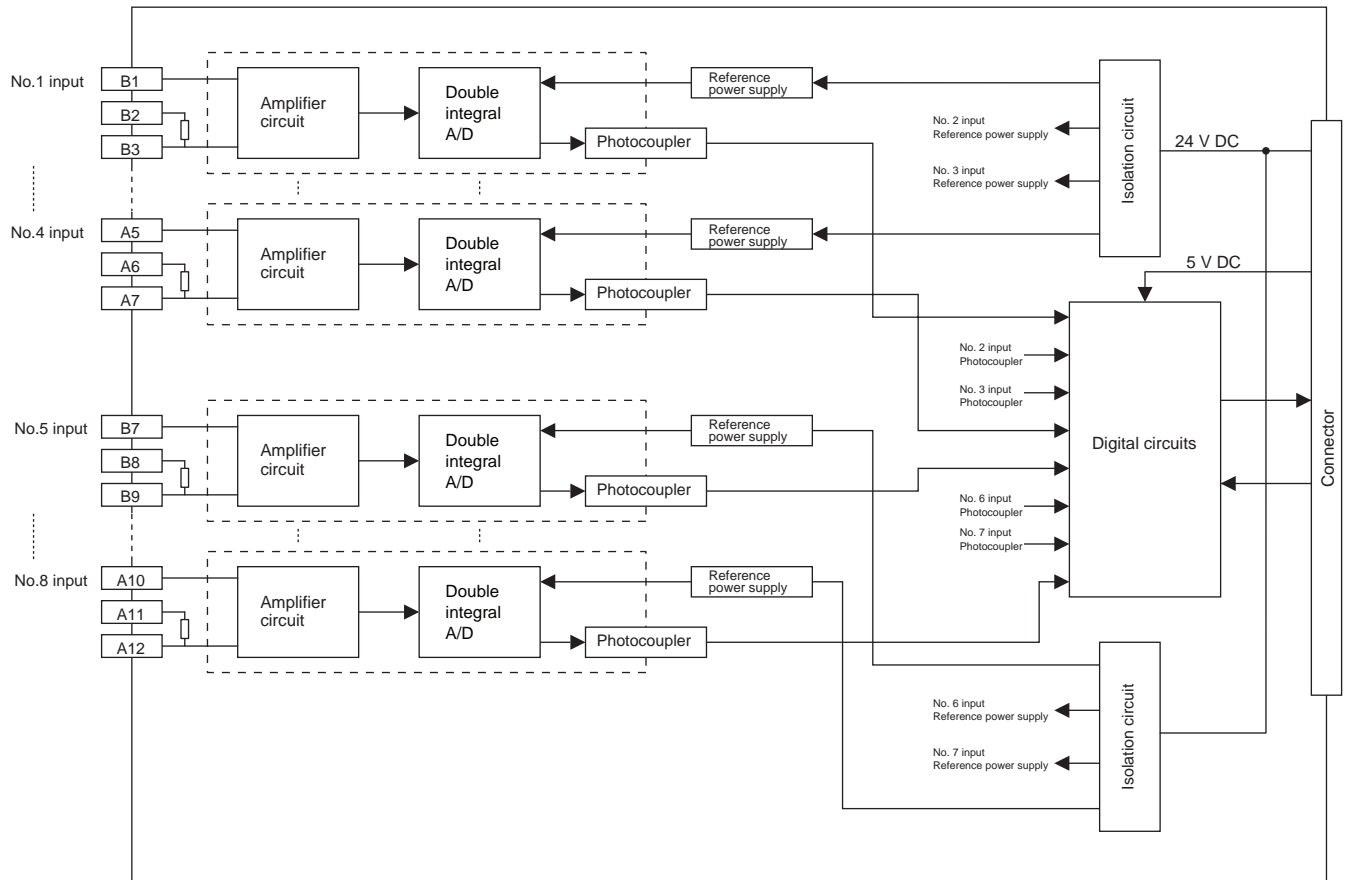 No.1 input
B1
B2
B3
Amplifier
circuit
Double
integral
A/D
Photocoupler
Reference
power supply
No. 2 input
Reference power supply
No. 3 input
Reference power supply
Isolation circuit
24 V DC
No.4 input
A5
A6
A7
Amplifier
circuit
Double
integral
A/D
Photocoupler
Reference
power supply
5 V DC
No. 2 input
Photocoupler
No. 3 input
Photocoupler
Digital circuits
Connector
No.5 input
B7
B8
B9
Amplifier
circuit
Double
integral
A/D
Photocoupler
Reference
power supply
No. 6 input
Photocoupler
No. 7 input
Photocoupler
No.8 input
A10
A11
A12
Amplifier
circuit
Double
integral
A/D
Photocoupler
Reference
power supply
No. 6 input
Reference power supply
No. 7 input
Reference power supply
Isolation circuit